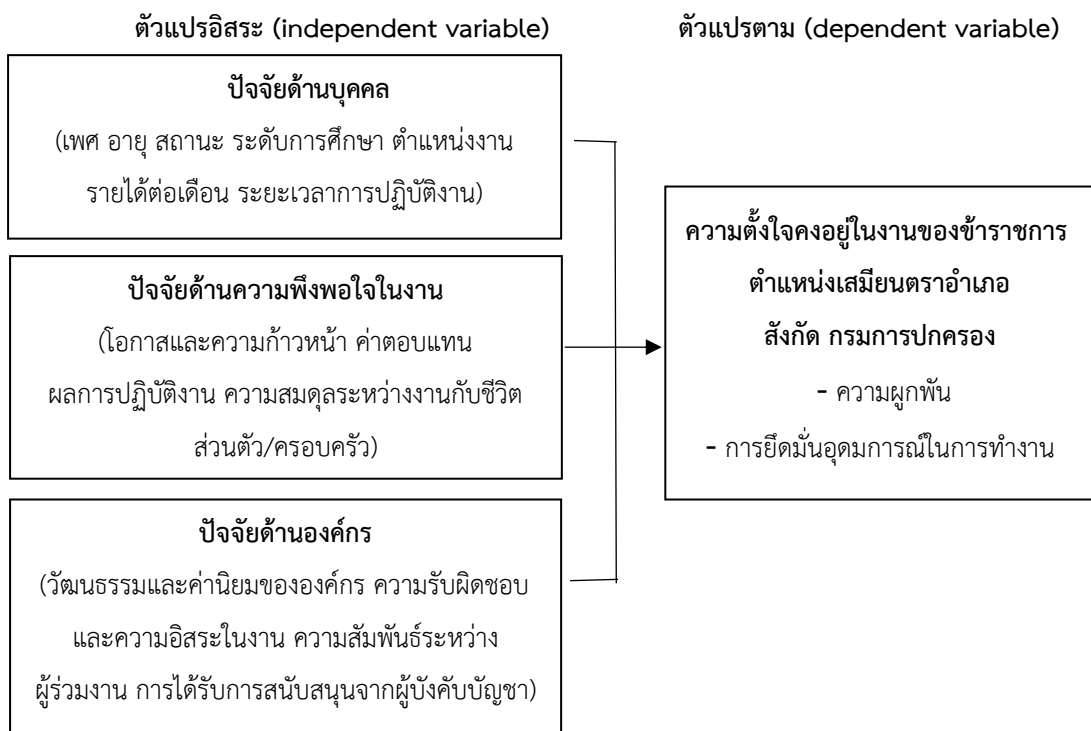 ตัวแปรอิสระ (independent variable)
ตัวแปรตาม (dependent variable)
ปัจจัยด้านบุคคล
(เพศ อายุ สถานะ ระดับการศึกษา ตำแหน่งงาน
รายได้ต่อเดือน ระยะเวลาการปฏิบัติงาน)
ปัจจัยด้านความพึงพอใจในงาน
(โอกาสและความก้าวหน้า ค่าตอบแทน
ผลการปฏิบัติงาน ความสมดุลระหว่างงานกับชีวิต
ส่วนตัว/ครอบครัว)
ปัจจัยด้านองค์กร
(วัฒนธรรมและค่านิยมขององค์กร ความรับผิดชอบ
และความอิสระในงาน ความสัมพันธ์ระหว่าง
ผู้ร่วมงาน การได้รับการสนับสนุนจากผู้บังคับบัญชา)
ความตั้งใจคงอยู่ในงานของข้าราชการ
ตำแหน่งเสมียนตราอำเภอ
สังกัด กรมการปกครอง
- ความผูกพัน
- การยึดมั่นอุดมการณ์ในการทำงาน